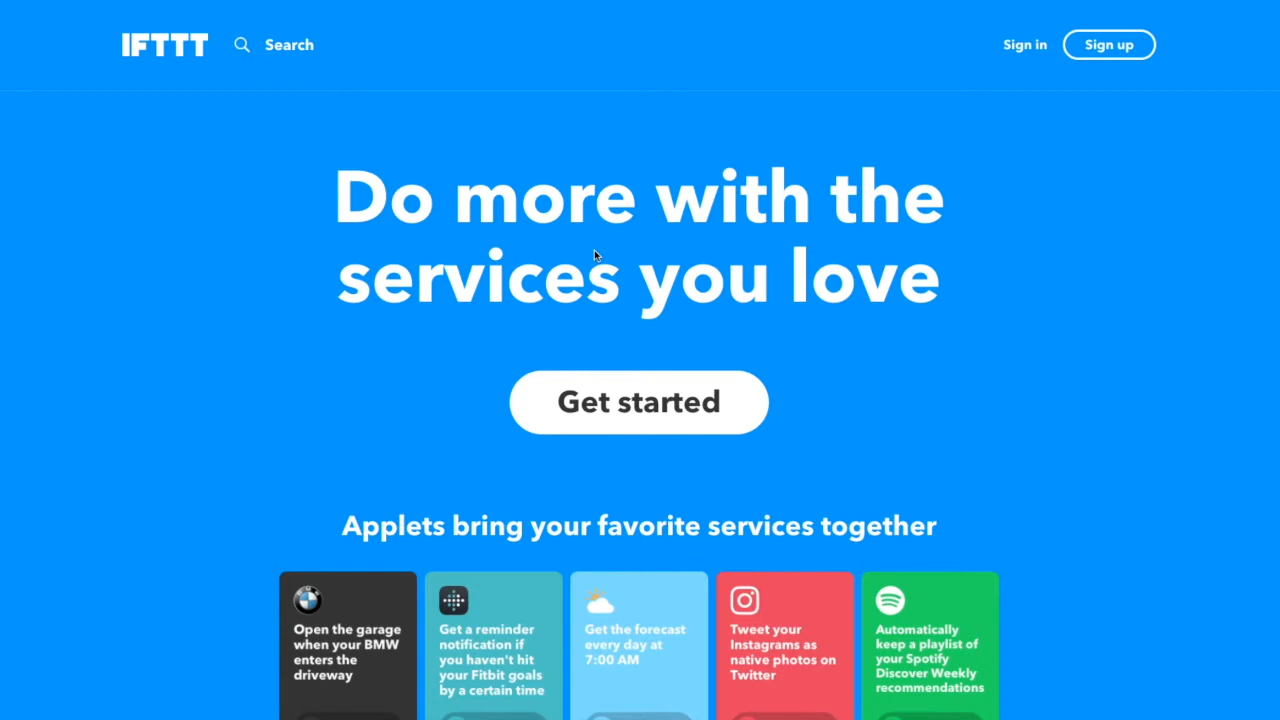 IFTTT
Search
Sign in
Sign up
Do more with the
services you love
Get started
Applets bring your favorite services together
Open the garage
when your BMW
enters the
driveway
Get a reminder
notification if
you haven't hit
your Fitbit goals
by a certain time
Get the forecast
every day at
7:00 AM
Tweet your
Instagrams as
native photos on
Twitter
Automatically
keep a playlist of
your Spotify
Discover Weekly
recommendations